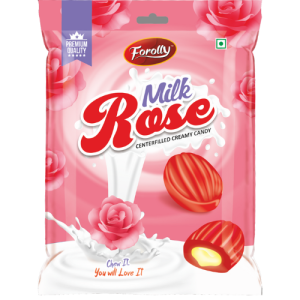 PREMIUM
QUALITY
Forolly
Milk
Rose
CENTERFILLED CREAMY CANDY
Chew It
You will Love It